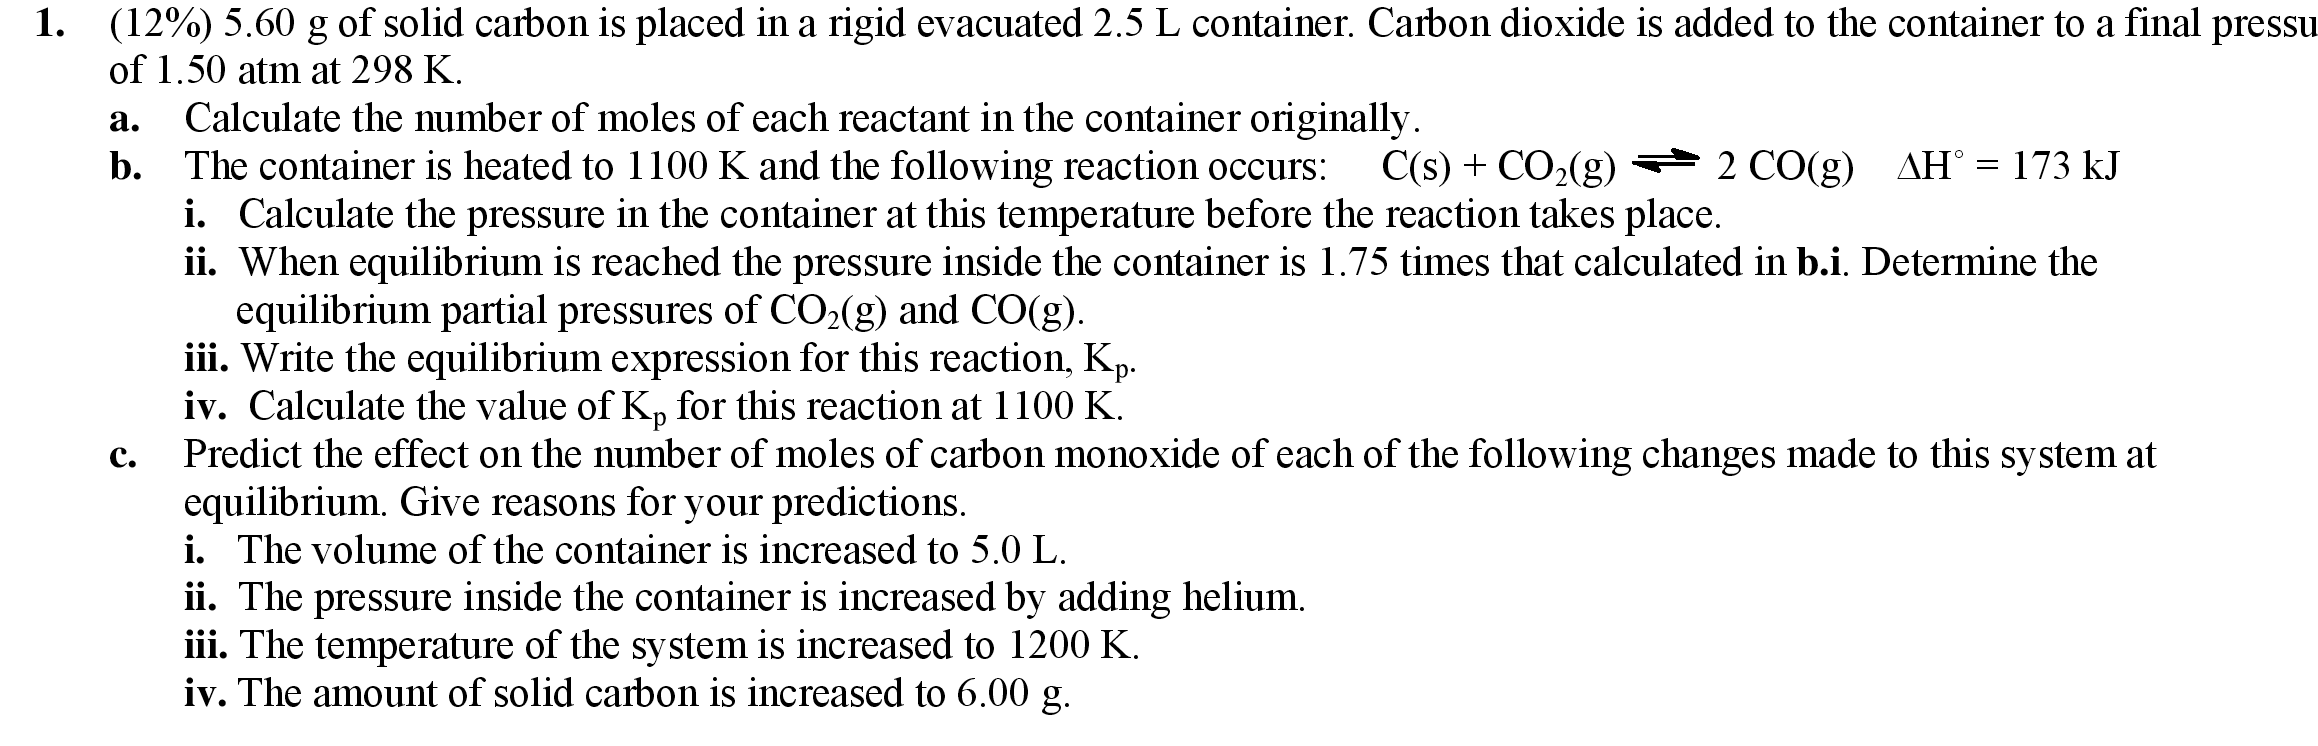 1. (12%) 5.60 g of solid carbon is placed in a rigid evacuated 2.5 L container. Carbon dioxide is added to the container to a final pressu
of 1.50 atm at 298 K.
a. Calculate the number of moles of each reactant in the container originally.
b. The container is heated to 1100 K and the following reaction occurs: C(s) + CO₂(g) ⇌ 2 CO(g) ΔH° = 173 kJ
i. Calculate the pressure in the container at this temperature before the reaction takes place.
ii. When equilibrium is reached the pressure inside the container is 1.75 times that calculated in b.i. Determine the
equilibrium partial pressures of CO₂(g) and CO(g).
iii. Write the equilibrium expression for this reaction, Kₚ.
iv. Calculate the value of Kₚ for this reaction at 1100 K.
c. Predict the effect on the number of moles of carbon monoxide of each of the following changes made to this system at
equilibrium. Give reasons for your predictions.
i. The volume of the container is increased to 5.0 L.
ii. The pressure inside the container is increased by adding helium.
iii. The temperature of the system is increased to 1200 K.
iv. The amount of solid carbon is increased to 6.00 g.